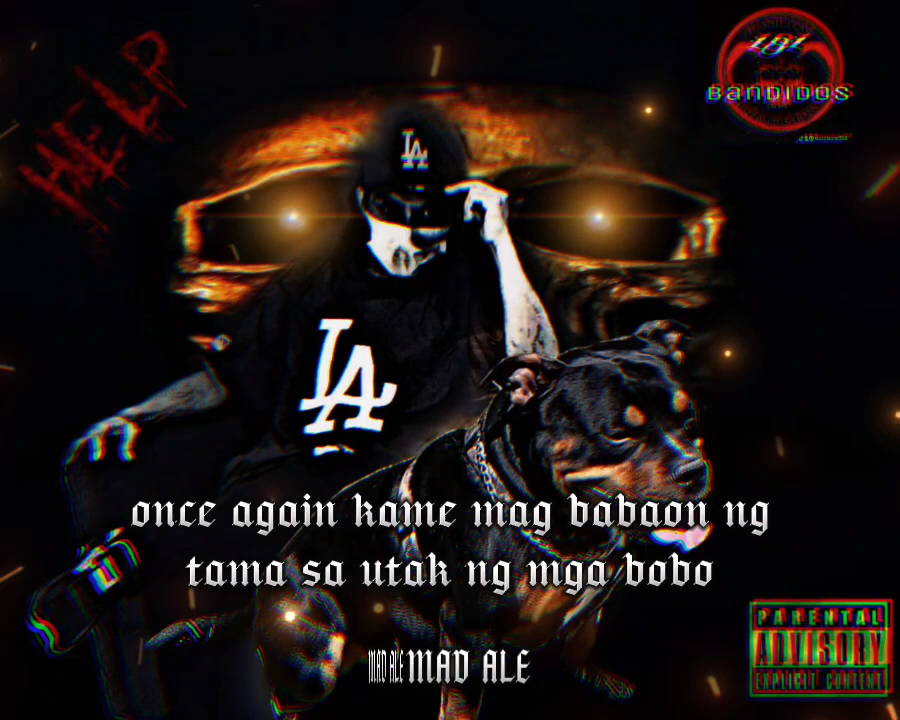 HELP
181
BANDIDOS
LA
LA
once again kame mag babaon ng
tama sa utak ng mga bobo
MAD ALE MAD ALE
PARENTAL
ADVISORY
EXPLICIT CONTENT